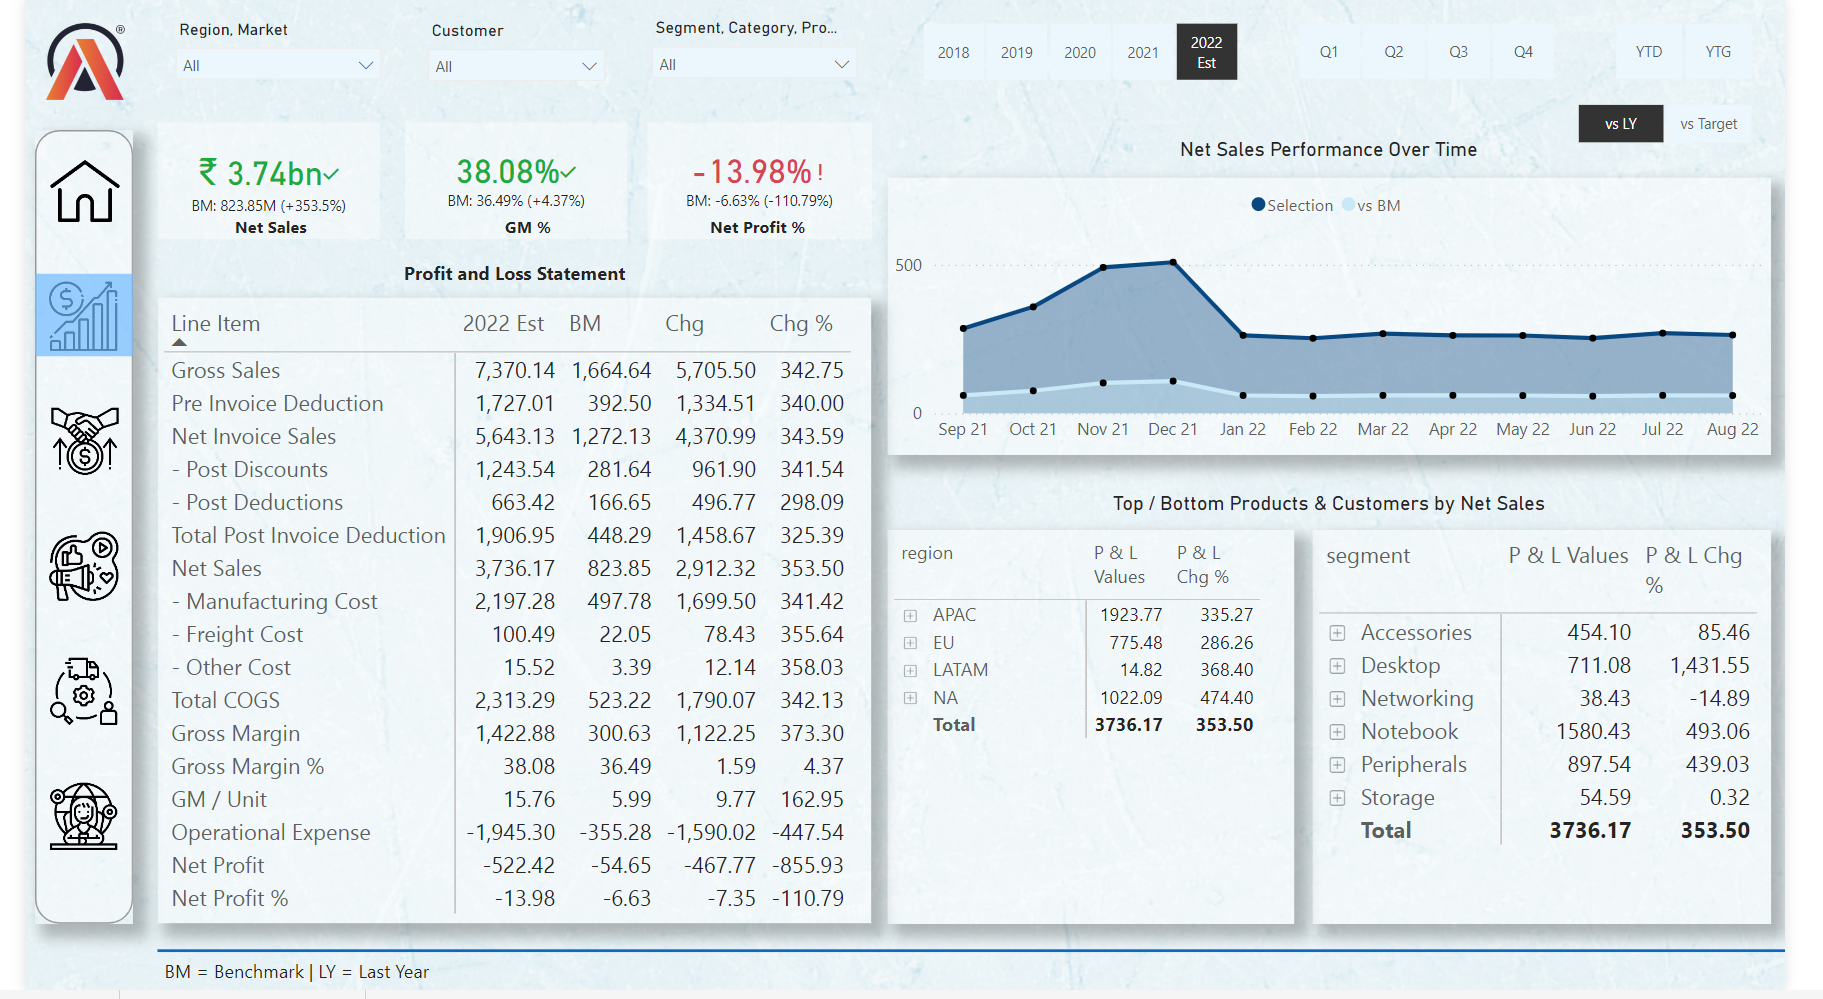 ®
Region, Market
All
Customer
All
Segment, Category, Pro...
All
2018 2019 2020 2021 2022 Est
Q1 Q2 Q3 Q4
YTD YTG
vs LY vs Target
₹ 3.74bn✓
BM: 823.85M (+353.5%)
Net Sales
38.08%✓
BM: 36.49% (+4.37%)
GM %
-13.98%!
BM: -6.63% (-110.79%)
Net Profit %
Profit and Loss Statement
Line Item 2022 Est BM Chg Chg %
Gross Sales 7,370.14 1,664.64 5,705.50 342.75
Pre Invoice Deduction 1,727.01 392.50 1,334.51 340.00
Net Invoice Sales 5,643.13 1,272.13 4,370.99 343.59
- Post Discounts 1,243.54 281.64 961.90 341.54
- Post Deductions 663.42 166.65 496.77 298.09
Total Post Invoice Deduction 1,906.95 448.29 1,458.67 325.39
Net Sales 3,736.17 823.85 2,912.32 353.50
- Manufacturing Cost 2,197.28 497.78 1,699.50 341.42
- Freight Cost 100.49 22.05 78.43 355.64
- Other Cost 15.52 3.39 12.14 358.03
Total COGS 2,313.29 523.22 1,790.07 342.13
Gross Margin 1,422.88 300.63 1,122.25 373.30
Gross Margin % 38.08 36.49 1.59 4.37
GM / Unit 15.76 5.99 9.77 162.95
Operational Expense -1,945.30 -355.28 -1,590.02 -447.54
Net Profit -522.42 -54.65 -467.77 -855.93
Net Profit % -13.98 -6.63 -7.35 -110.79
Net Sales Performance Over Time
Selection vs BM
500
0
Sep 21 Oct 21 Nov 21 Dec 21 Jan 22 Feb 22 Mar 22 Apr 22 May 22 Jun 22 Jul 22 Aug 22
Top / Bottom Products & Customers by Net Sales
region P & L Values P & L Chg %
APAC 1923.77 335.27
EU 775.48 286.26
LATAM 14.82 368.40
NA 1022.09 474.40
Total 3736.17 353.50
segment P & L Values P & L Chg %
Accessories 454.10 85.46
Desktop 711.08 1,431.55
Networking 38.43 -14.89
Notebook 1580.43 493.06
Peripherals 897.54 439.03
Storage 54.59 0.32
Total 3736.17 353.50
BM = Benchmark | LY = Last Year